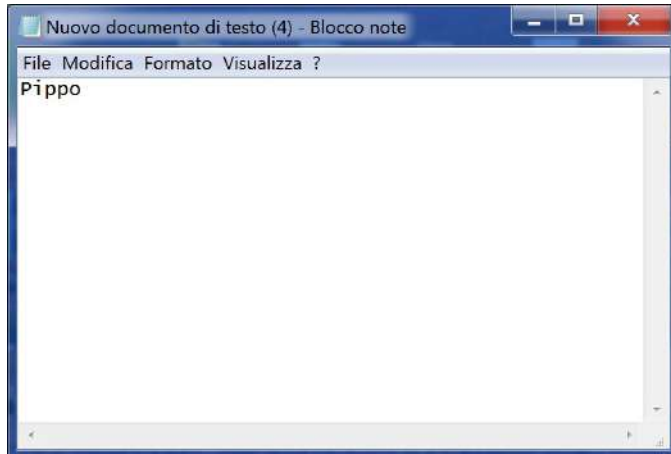 Nuovo documento di testo (4) - Blocco note
File Modifica Formato Visualizza ?
Pippo